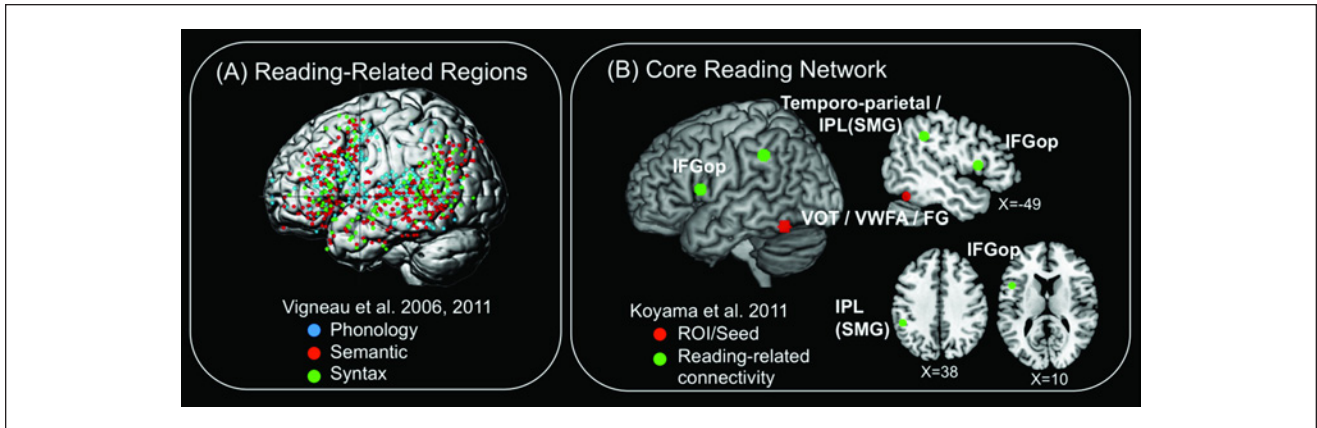 (A) Reading-Related Regions
Vigneau et al. 2006, 2011
Phonology
Semantic
Syntax
(B) Core Reading Network
Temporo-parietal /
IPL(SMG)
IFGop
IFGop
X=-49
VOT / VWFA / FG
IFGop
IPL
(SMG)
X=38
X=10
Koyama et al. 2011
ROI/Seed
Reading-related
connectivity